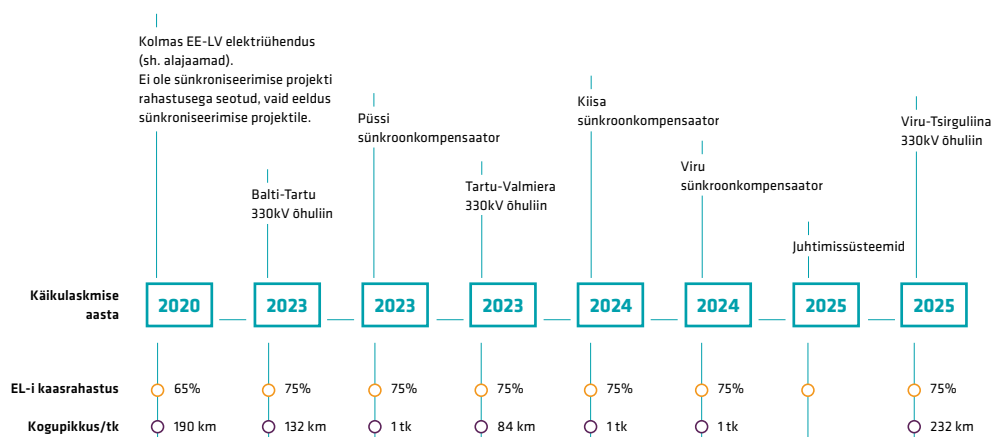 Kolmas EE-LV elektriühendus
(sh. alajaamad).
Ei ole sünkroniseerimise projekti
rahastusega seotud, vaid eeldus
sünkroniseerimise projektile.
Balti-Tartu
330kV õhuliin
Püssi
sünkroonkompensaator
Tartu-Valmiera
330kV õhuliin
Kiisa
sünkroonkompensaator
Viru
sünkroonkompensaator
Juhtimissüsteemid
Viru-Tsirguliina
330kV õhuliin
Käikulaskmise
aasta
2020 2023 2023 2023 2024 2024 2025 2025
EL-i kaasrahastus 65% 75% 75% 75% 75% 75% 75%
Kogupikkus/tk 190 km 132 km 1 tk 84 km 1 tk 1 tk 232 km